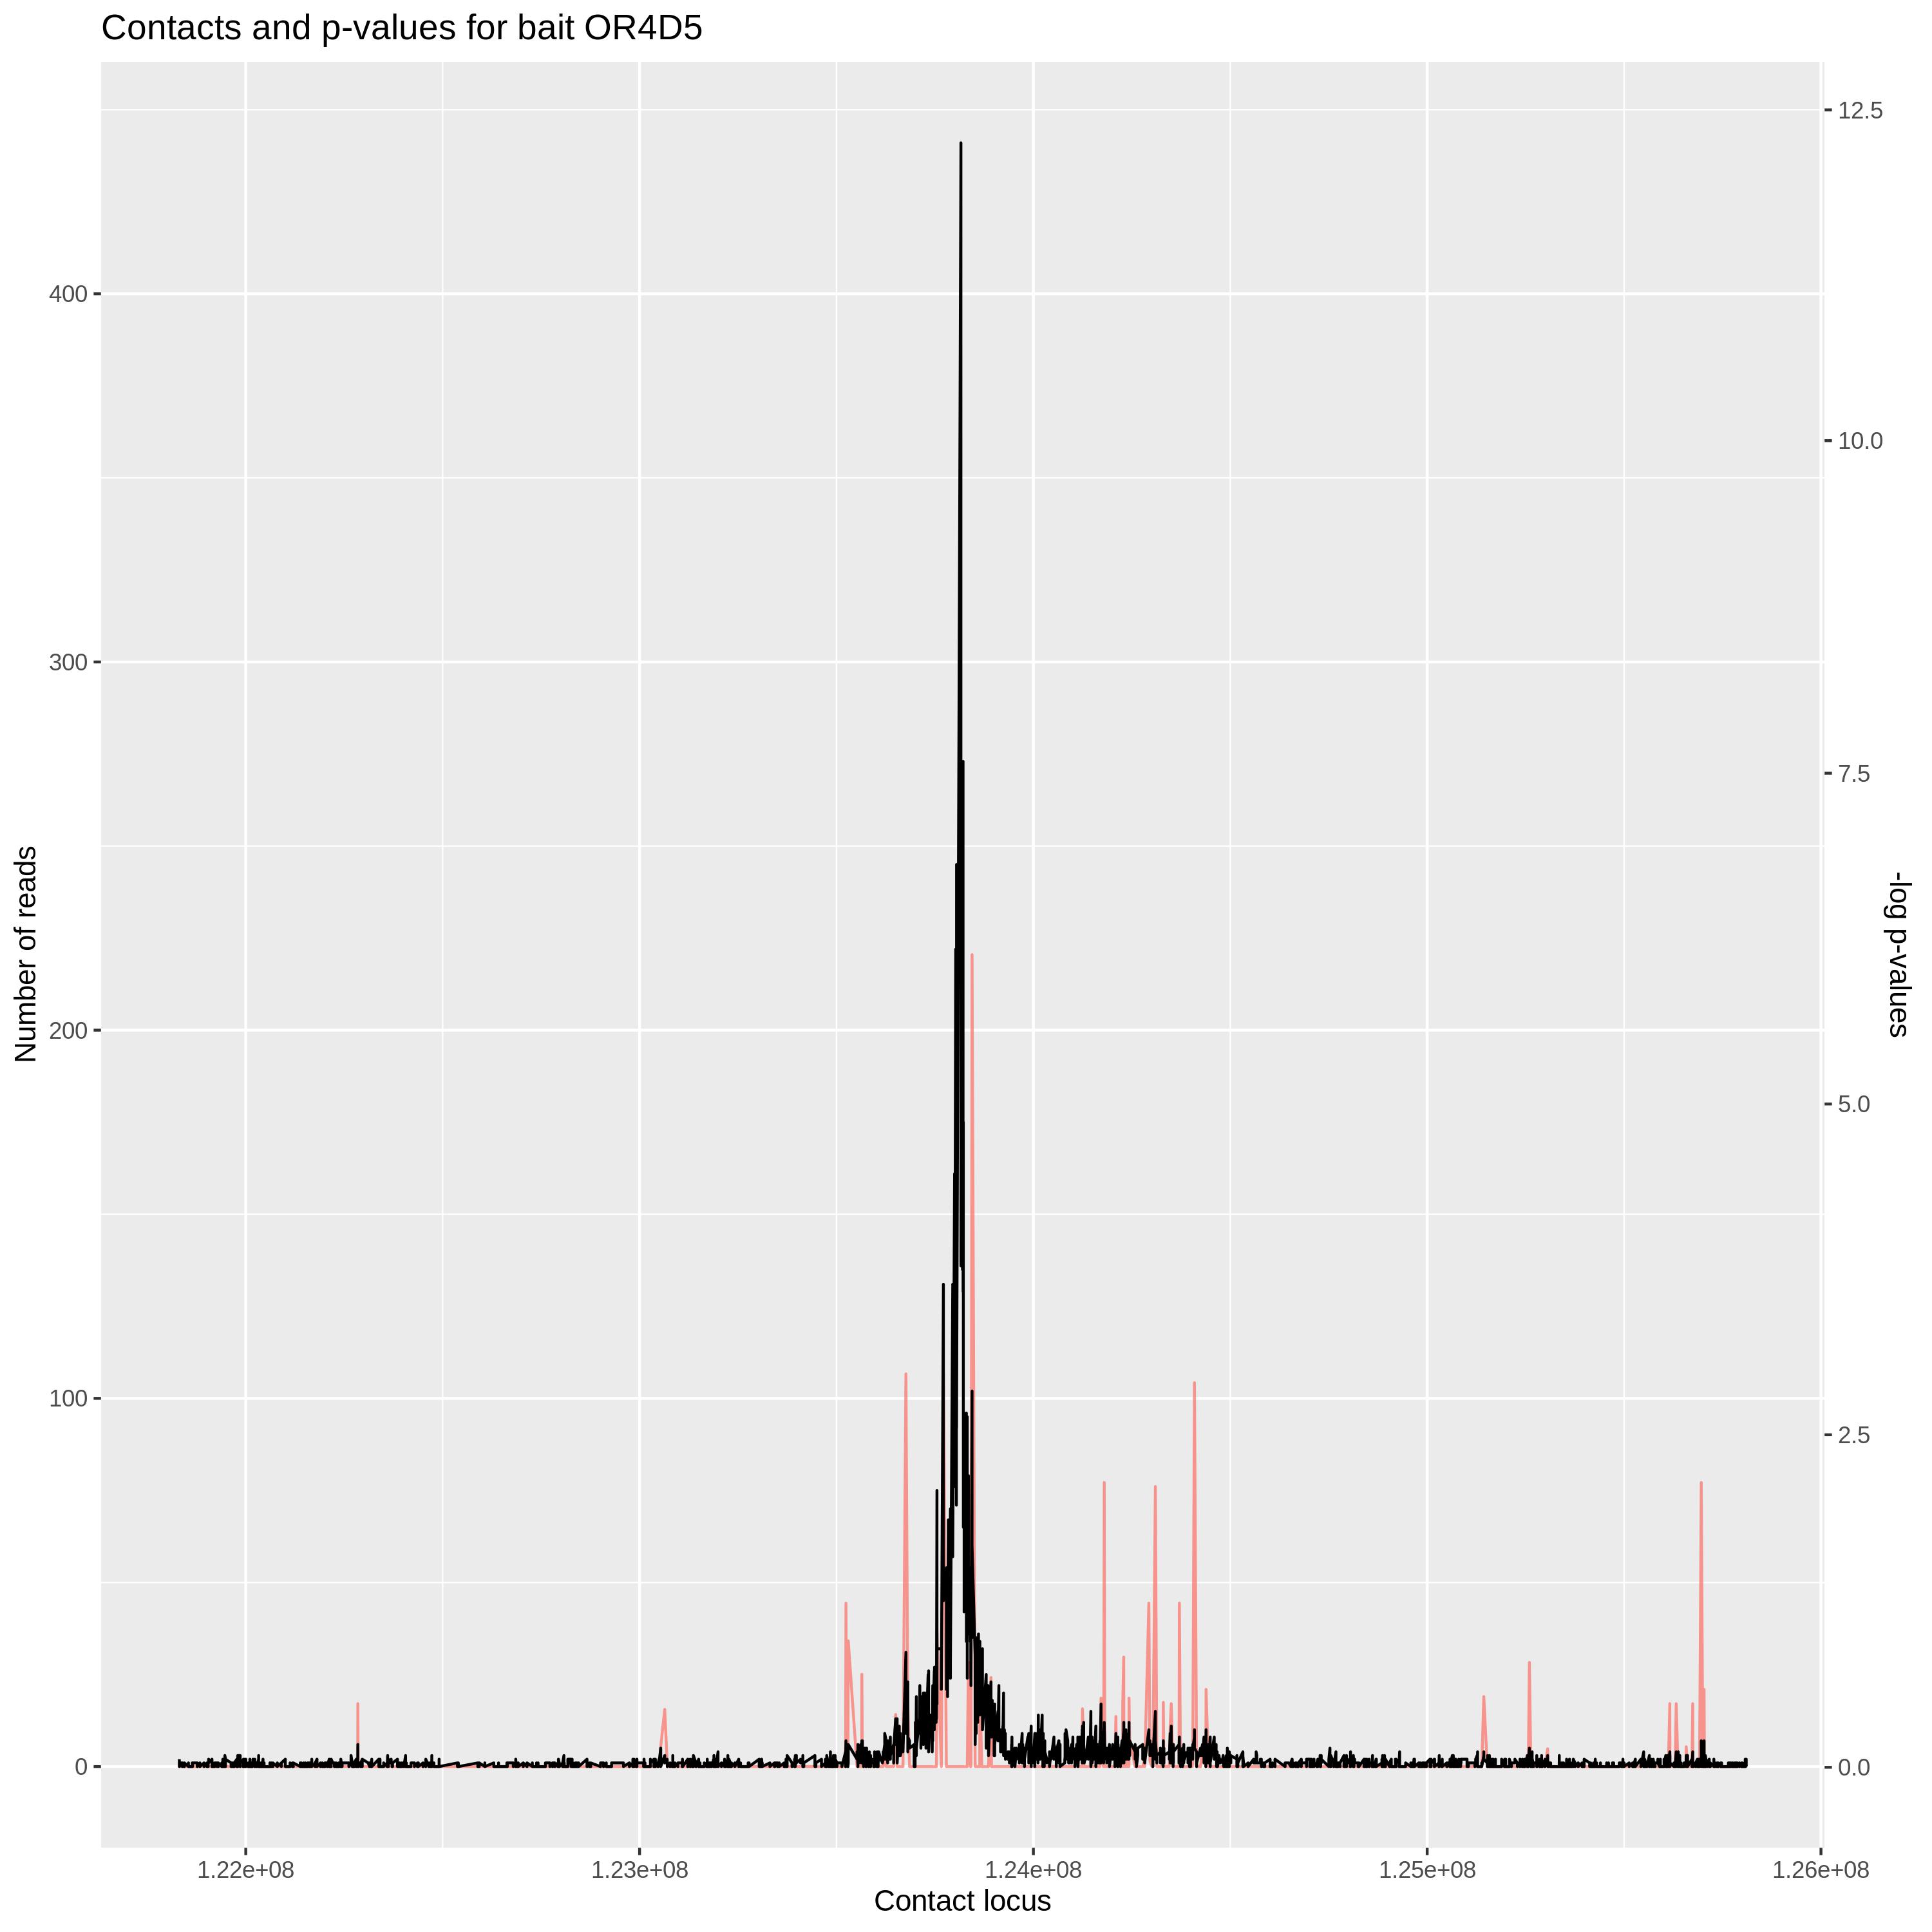 Contacts and p-values for bait OR4D5
Number of reads
400
300
200
100
0
12.5
10.0
7.5
5.0
2.5
0.0
-log p-values
1.22e+08
1.23e+08
1.24e+08
1.25e+08
1.26e+08
Contact locus